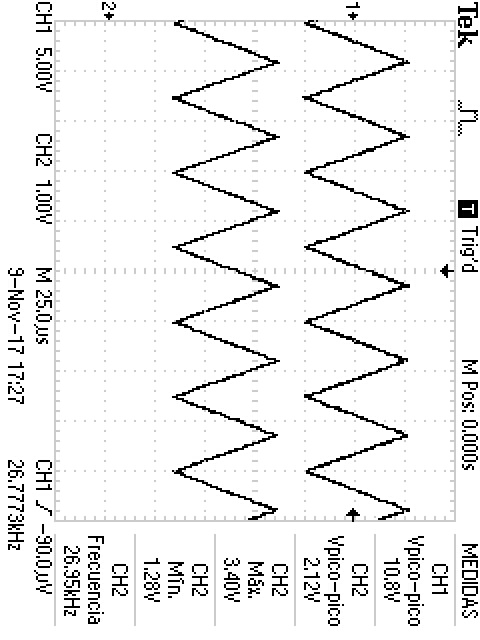 Tek T Trig'd M Pos: 0.000s MEDIDAS
CH1
Vpico-pico
10.8V
CH2
Vpico-pico
2.12V
CH2
Máx.
3.40V
CH2
Mín.
1.28V
CH2
Frecuencia
26.95kHz
1
2
CH1 5.00V CH2 1.00V M 25.0µs CH1 -90.0µV
9-Nov-17 17:27 26.7773kHz